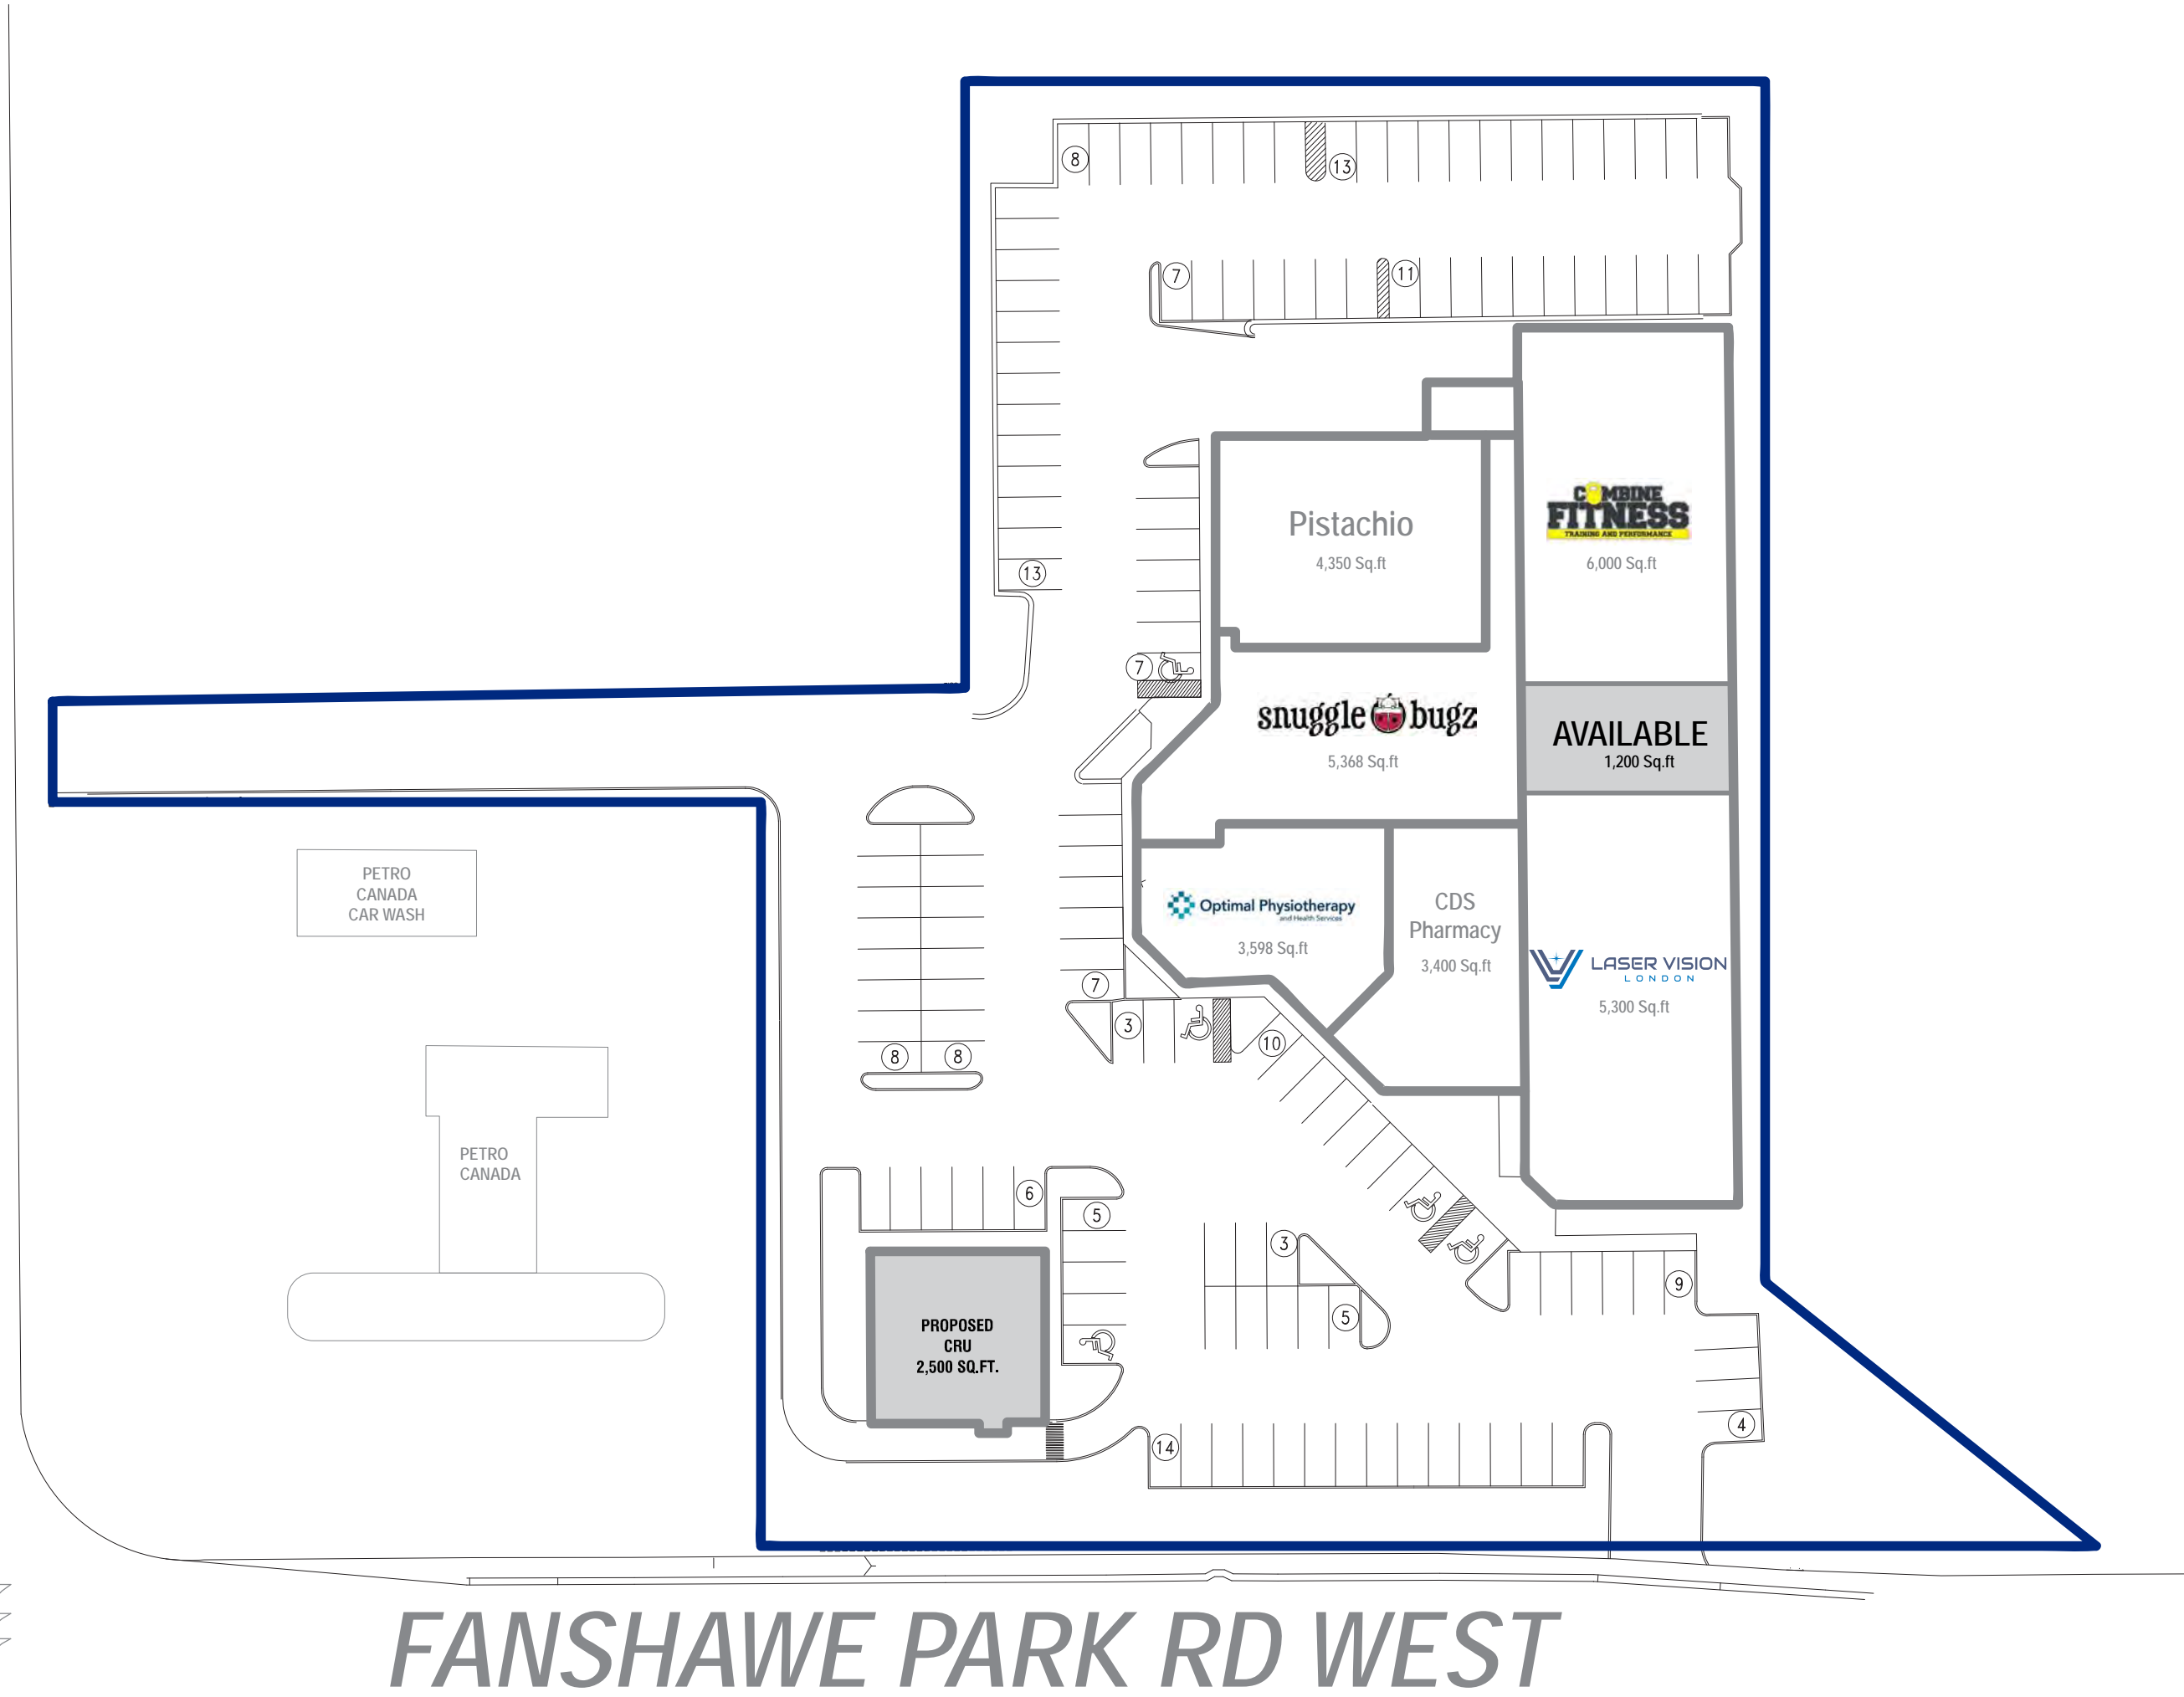 8
13
7
11
13
Pistachio
4,350 Sq.ft
COMBINE
FITNESS
TRAINING AND PERFORMANCE
6,000 Sq.ft
7
snuggle bugz
5,368 Sq.ft
AVAILABLE
1,200 Sq.ft
PETRO
CANADA
CAR WASH
Optimal Physiotherapy
and Health Services
3,598 Sq.ft
CDS
Pharmacy
3,400 Sq.ft
LASER VISION
LONDON
5,300 Sq.ft
7
3
10
8
8
PETRO
CANADA
6
5
3
9
5
PROPOSED
CRU
2,500 SQ.FT.
4
14
FANSHAWE PARK RD WEST